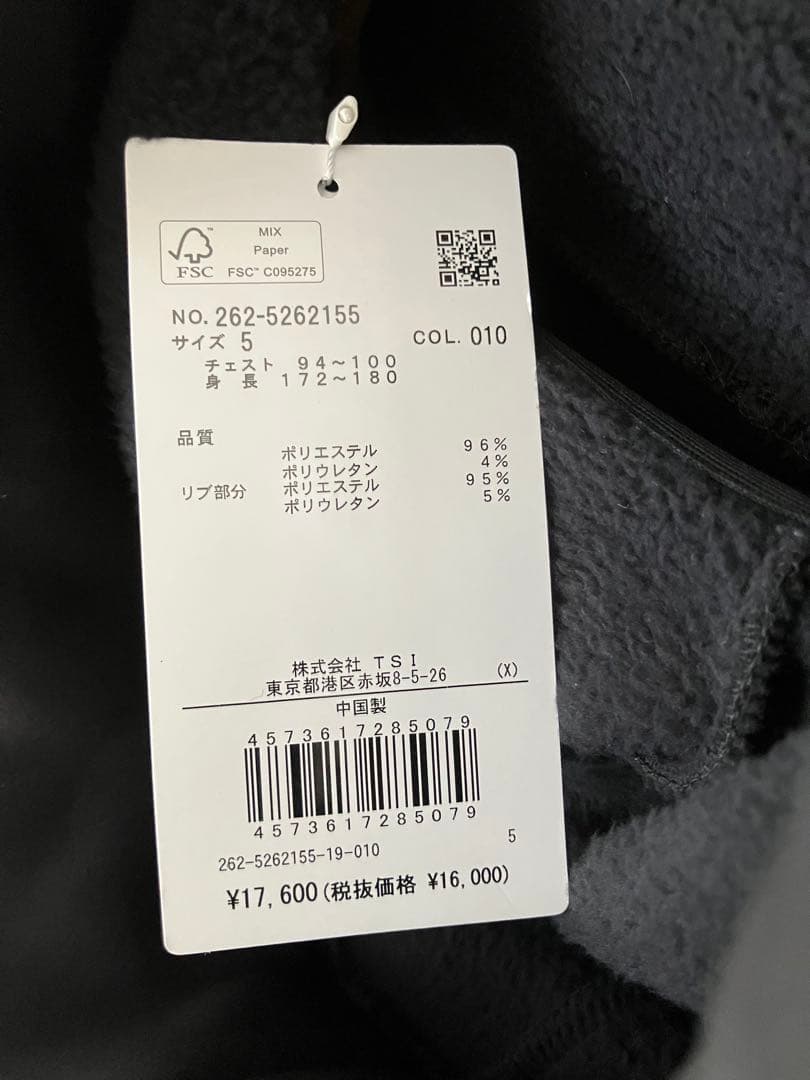 MIX
Paper
FSC™ C095275
FSC
NO. 262-5262155
サイズ 5
COL. 010
チェスト 94～100
身 長 172～180
品質
ポリエステル 96%
ポリウレタン 4%
リブ部分 ポリエステル 95%
ポリウレタン 5%
株式会社 TSI
東京都港区赤坂8-5-26 (X)
中国製
4573617285079
4573617285079
262-5262155-19-010 5
¥17,600(税抜価格 ¥16,000)